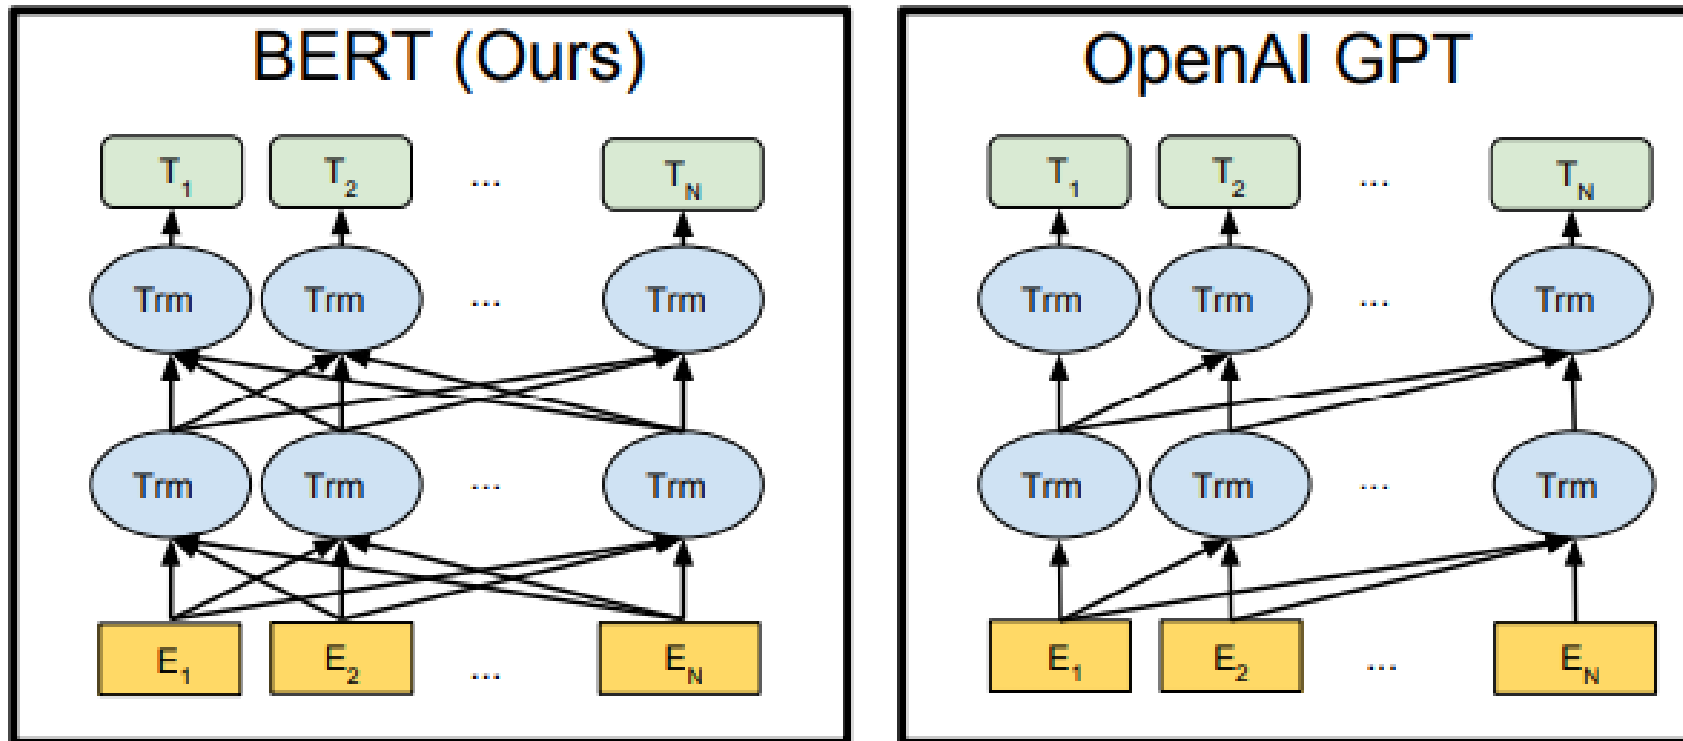 BERT (Ours)
T1 T2 ... TN
Trm Trm ... Trm
Trm Trm ... Trm
E1 E2 ... EN
OpenAI GPT
T1 T2 ... TN
Trm Trm ... Trm
Trm Trm ... Trm
E1 E2 ... EN